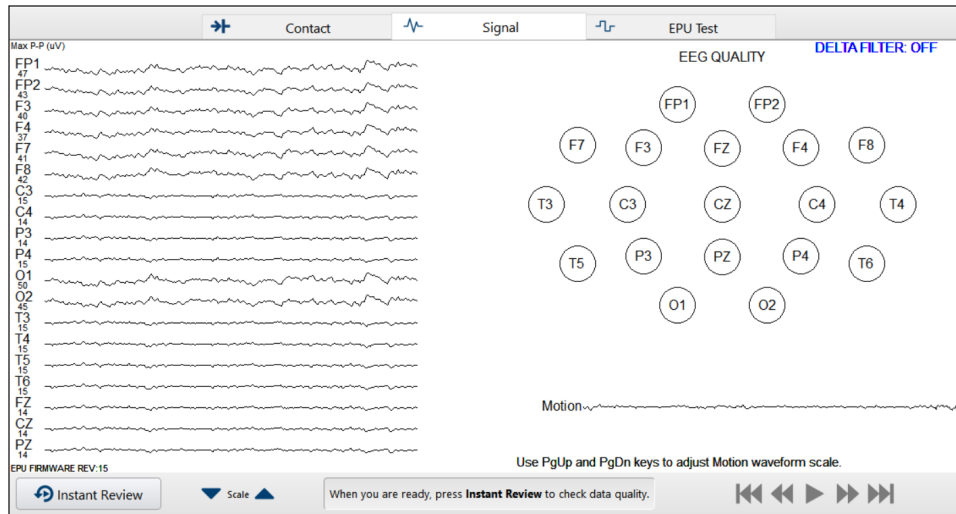 Contact Signal EPU Test
Max P-P (uV)
EEG QUALITY
DELTA FILTER: OFF
FP1
47
FP2
43
F3
40
F4
37
F7
41
F8
42
C3
15
C4
14
P3
14
P4
15
O1
50
O2
45
T3
15
T4
15
T5
15
T6
15
FZ
14
CZ
14
PZ
14
FP1 FP2
F7 F3 FZ F4 F8
T3 C3 CZ C4 T4
T5 P3 PZ P4 T6
O1 O2
Motion
Use PgUp and PgDn keys to adjust Motion waveform scale.
EPU FIRMWARE REV:15
Instant Review
Scale
When you are ready, press Instant Review to check data quality.